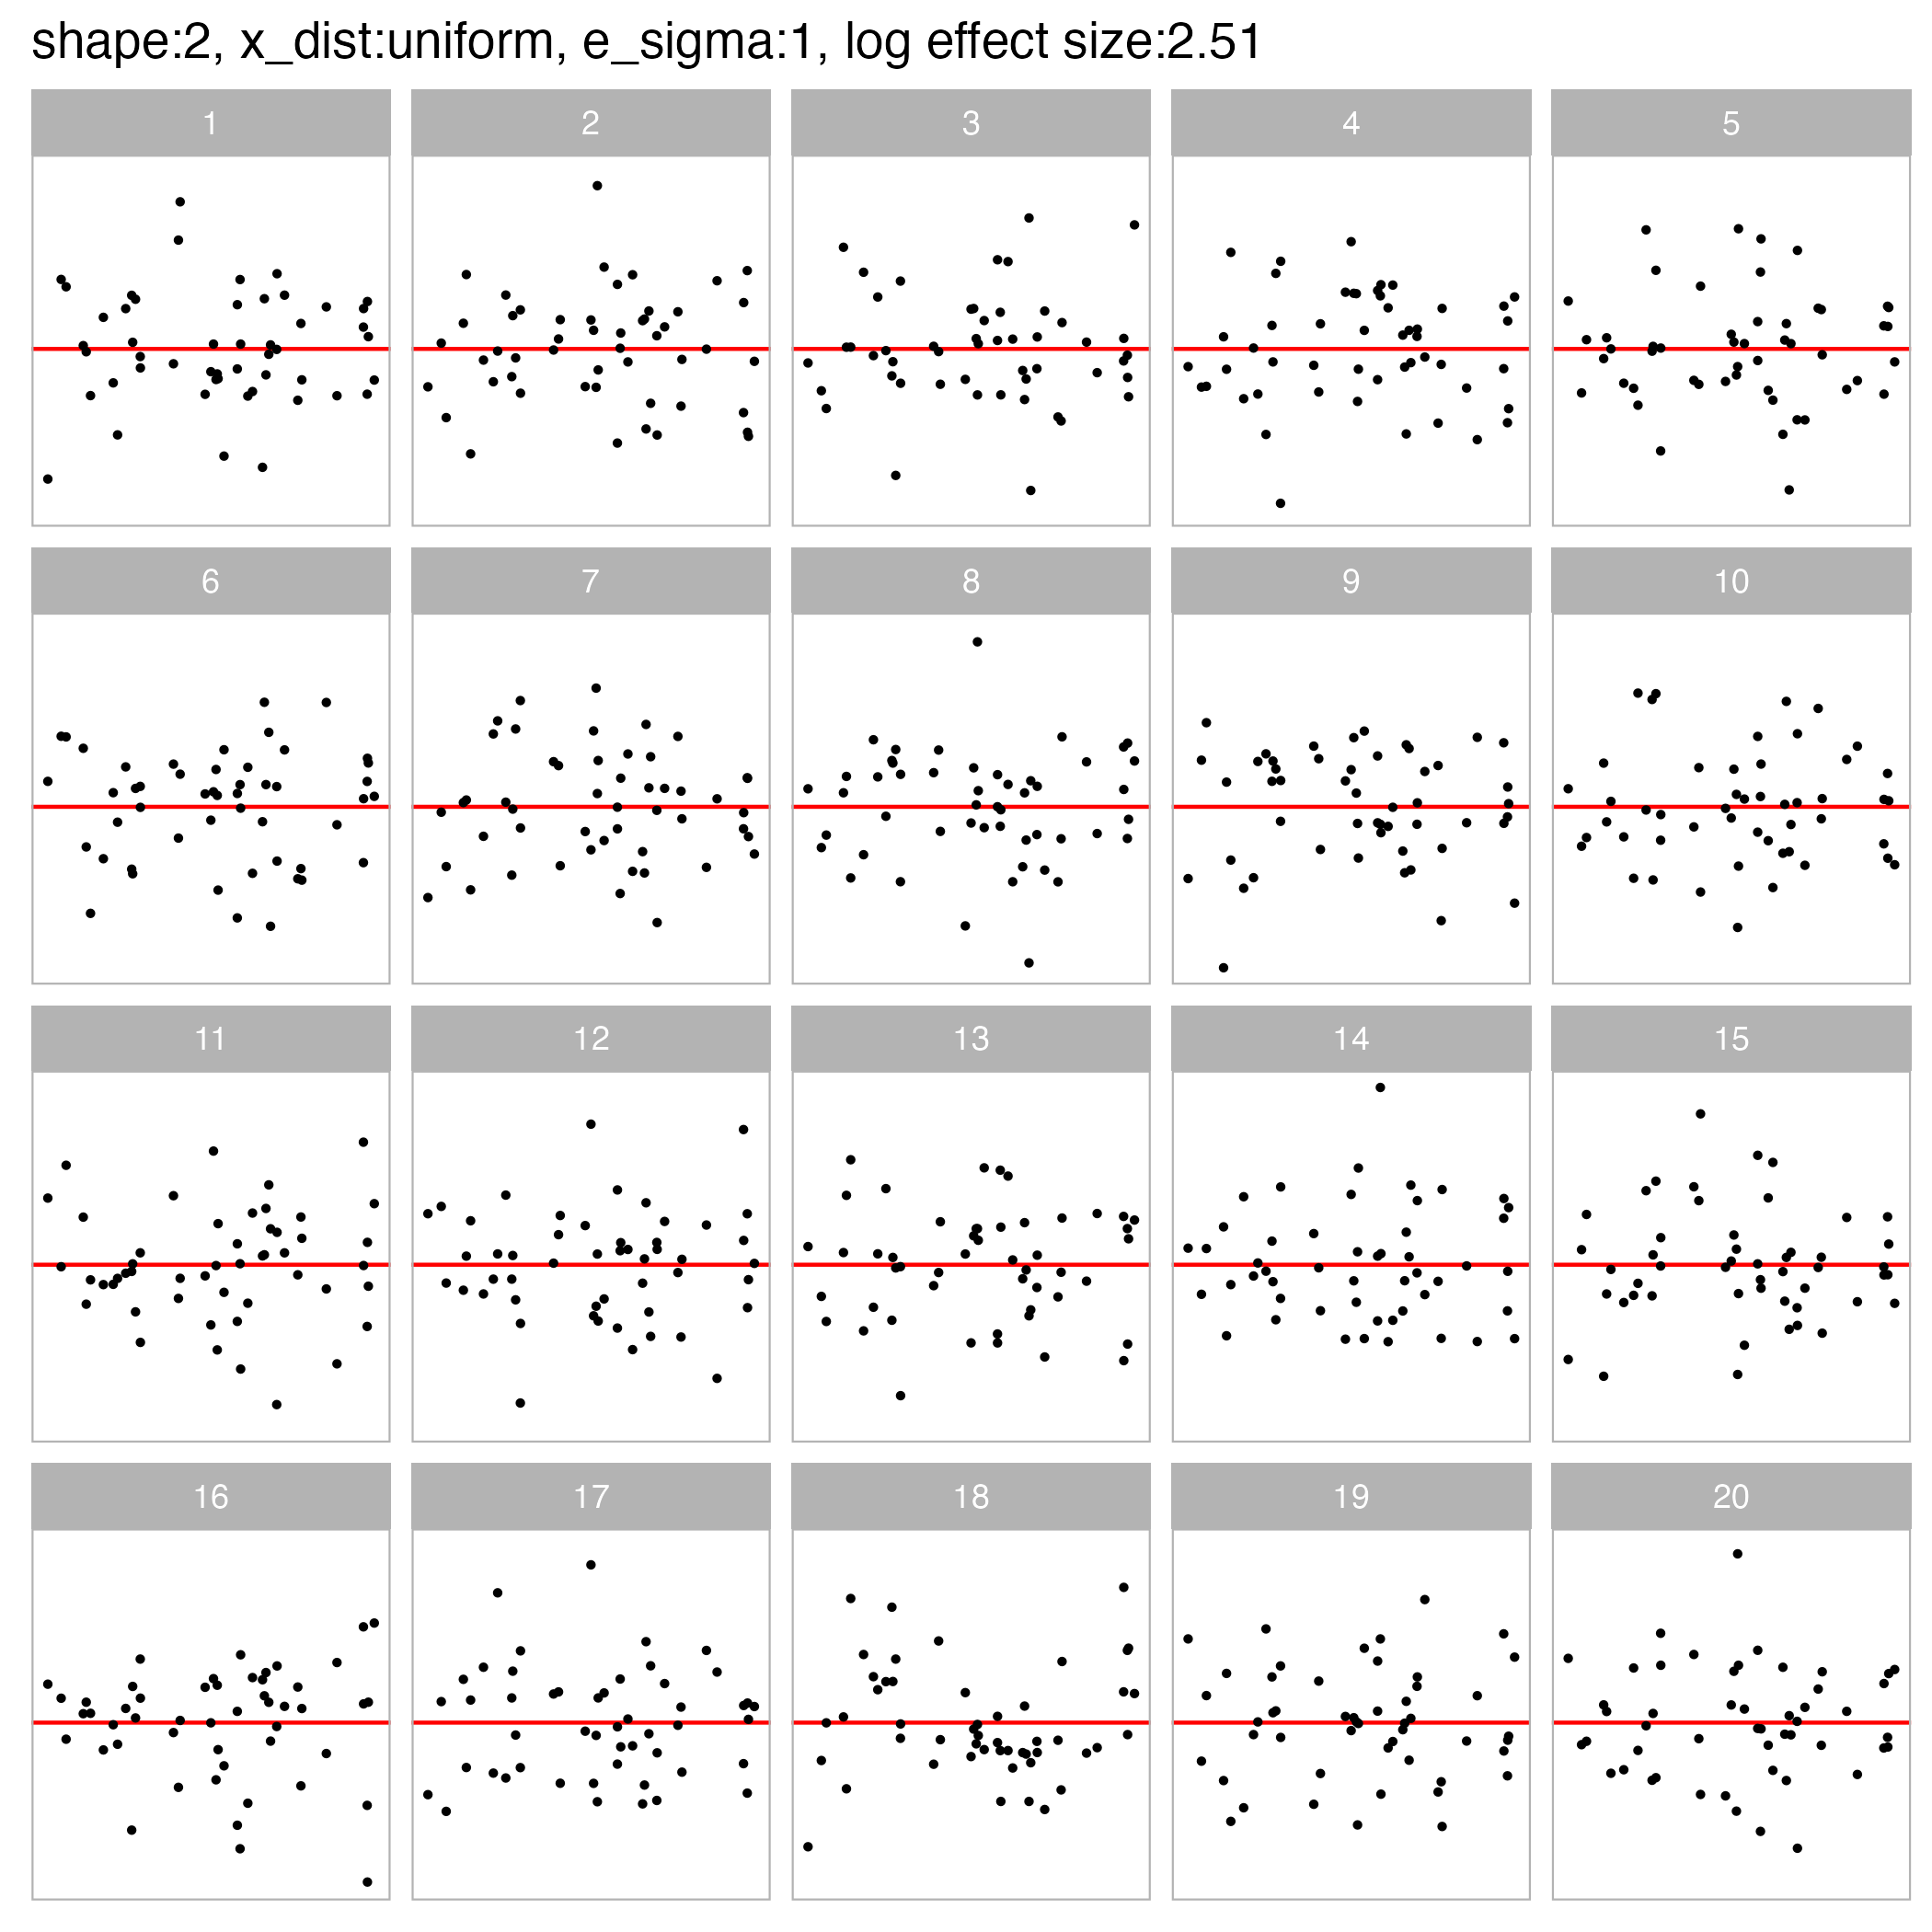 shape:2, x_dist:uniform, e_sigma:1, log effect size:2.51
1 2 3 4 5
6 7 8 9 10
11 12 13 14 15
16 17 18 19 20